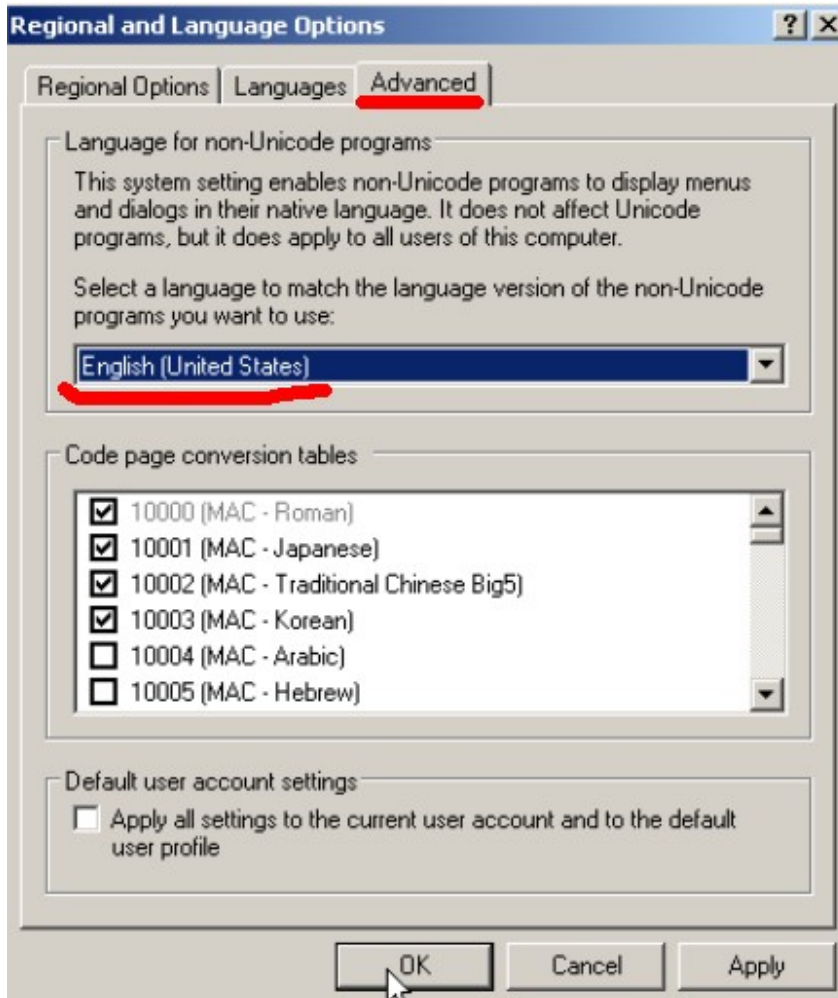 Regional and Language Options
Regional Options Languages Advanced
Language for non-Unicode programs
This system setting enables non-Unicode programs to display menus
and dialogs in their native language. It does not affect Unicode
programs, but it does apply to all users of this computer.
Select a language to match the language version of the non-Unicode
programs you want to use:
English (United States)
Code page conversion tables
10000 (MAC - Roman)
10001 (MAC - Japanese)
10002 (MAC - Traditional Chinese Big5)
10003 (MAC - Korean)
10004 (MAC - Arabic)
10005 (MAC - Hebrew)
Default user account settings
Apply all settings to the current user account and to the default
user profile
OK Cancel Apply